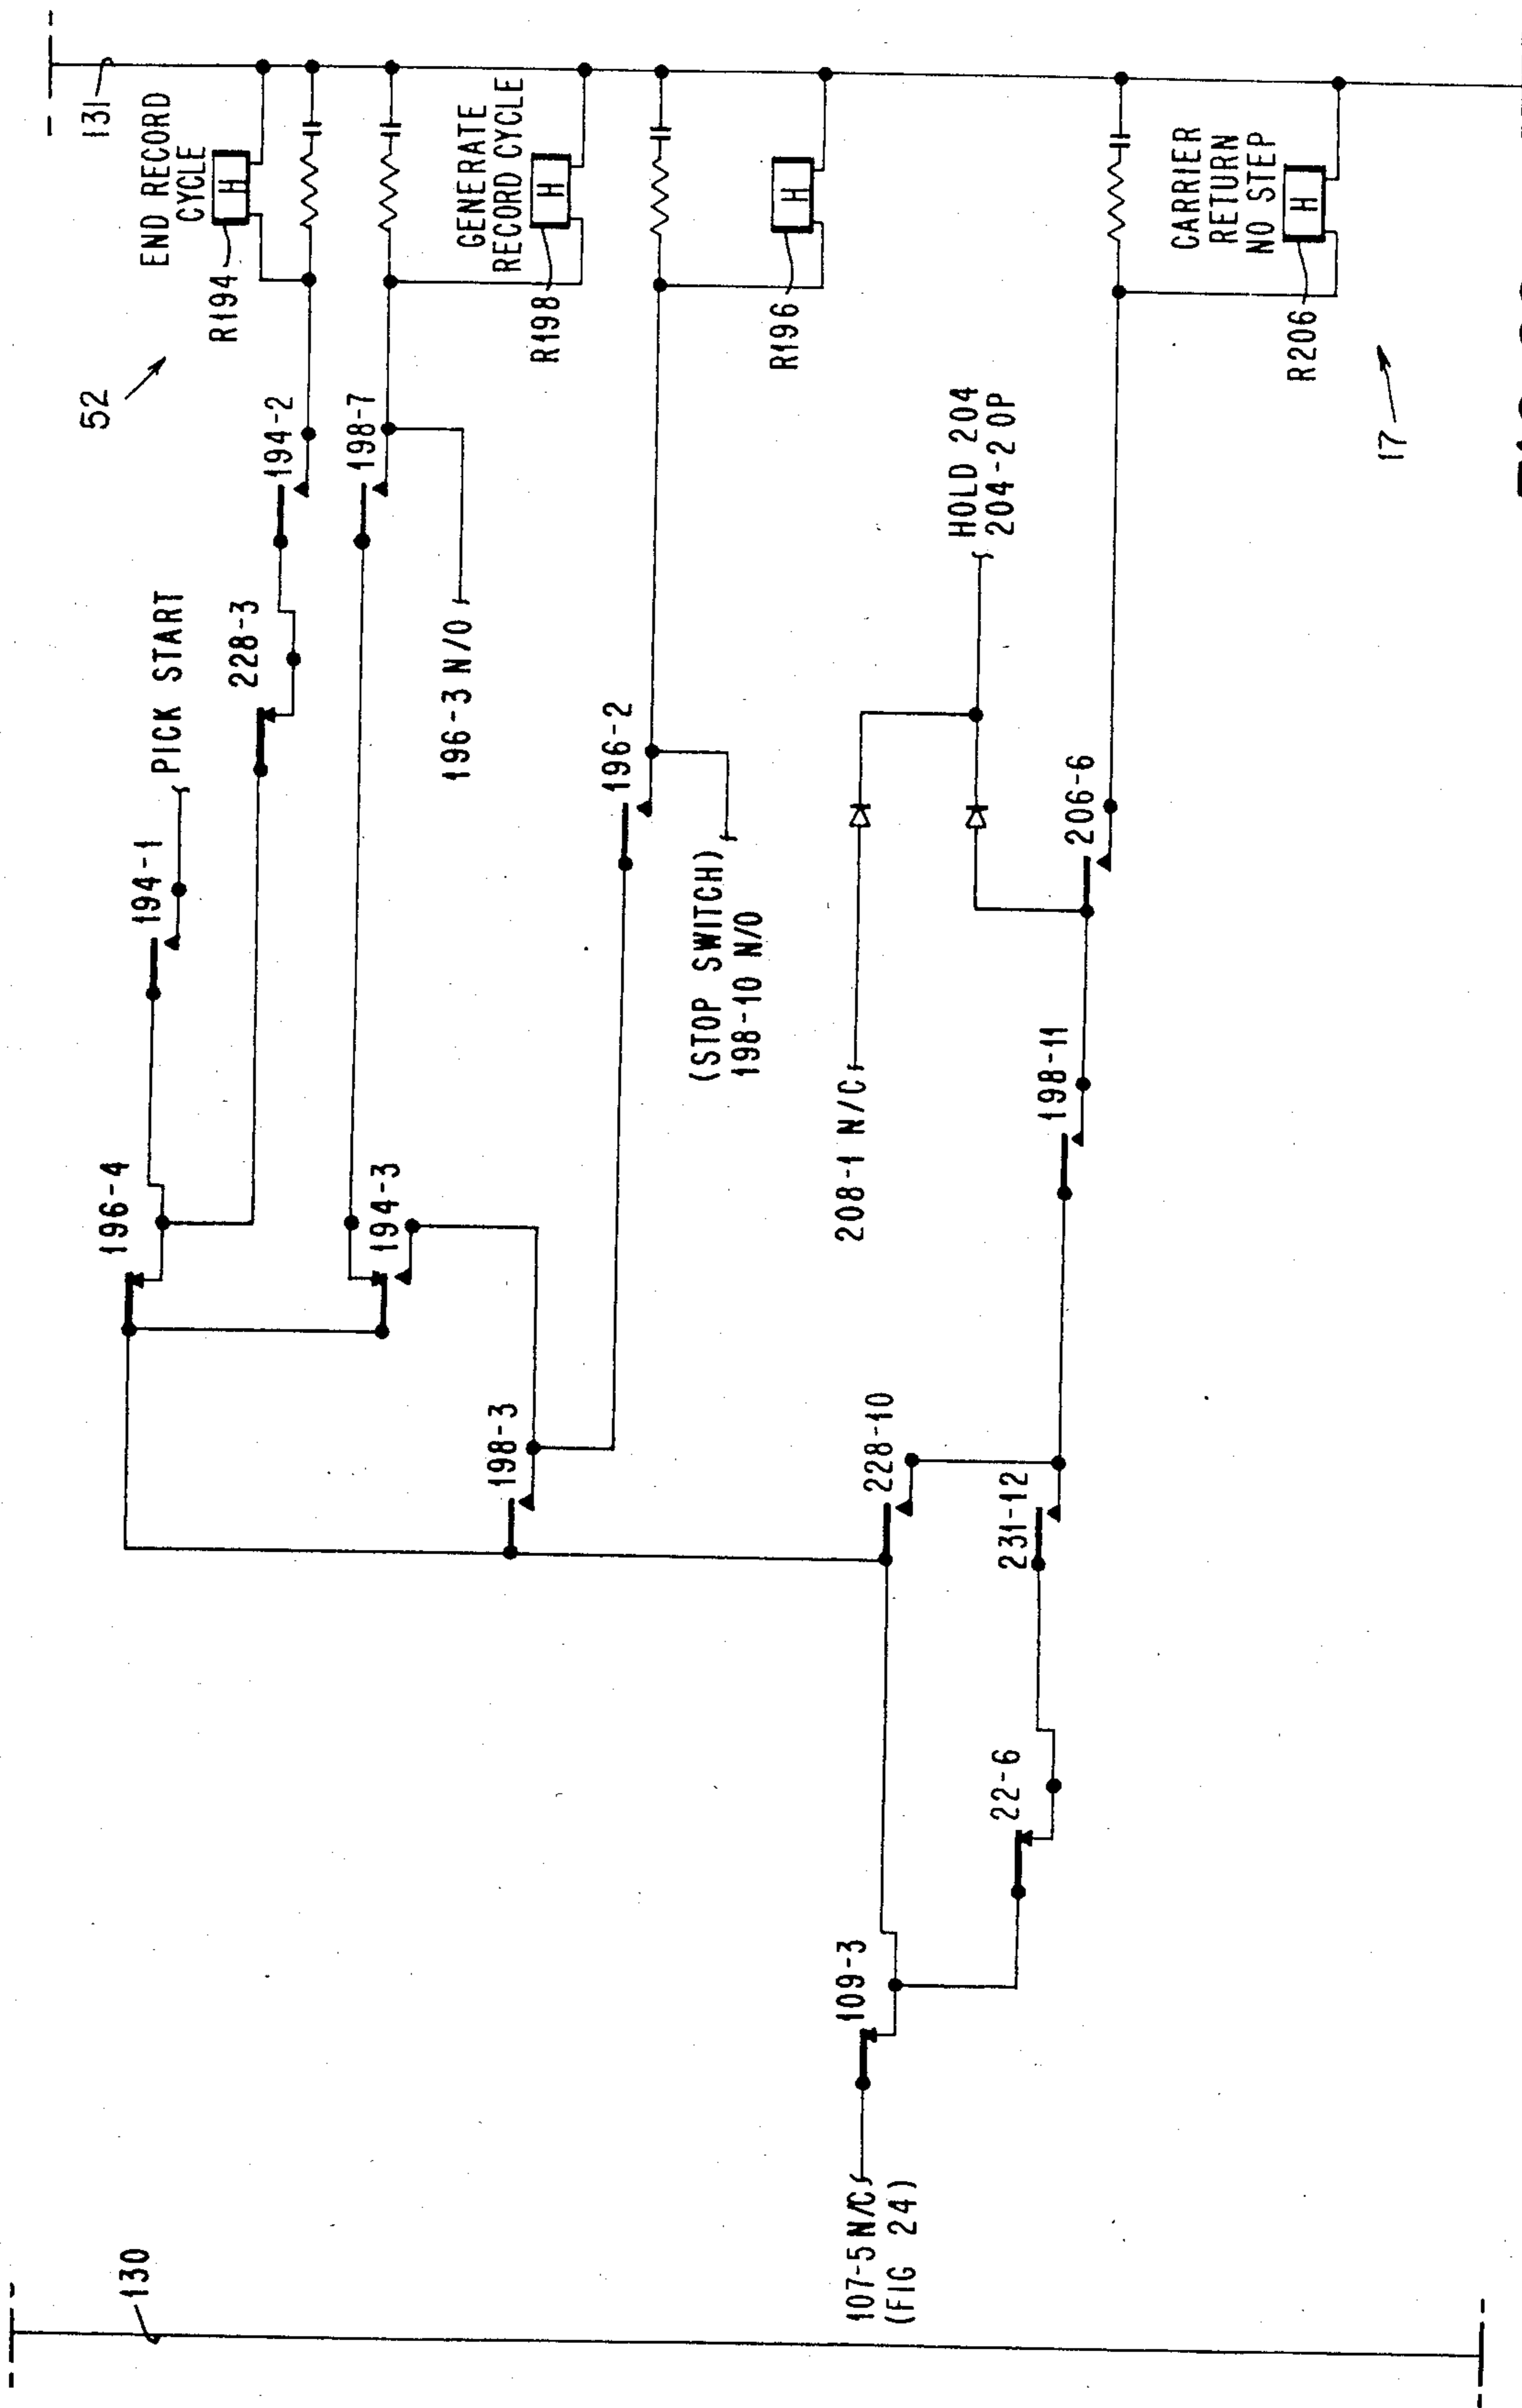 131
END RECORD
CYCLE
R194
52
194-2
228-3
PICK START
194-1
196-4
198-7
GENERATE
RECORD CYCLE
R198
196-3 N/O
194-3
198-3
196-2
R196
(STOP SWITCH)
198-10 N/O
HOLD 204
204-2 OP
208-1 N/C
228-10
109-3
107-5 N/C
(FIG 24)
130
22-6
231-12
198-11
206-6
CARRIER
RETURN
NO STEP
R206
17
H
H
H
H